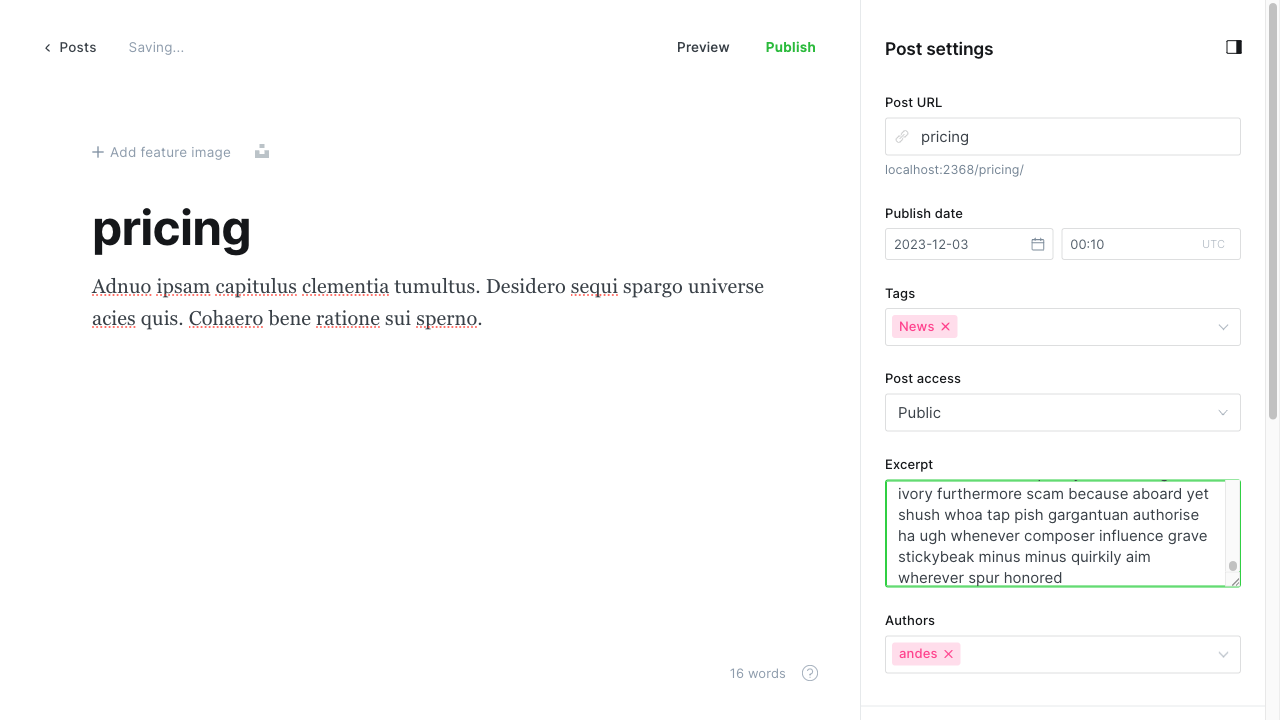 Posts
Saving...
Preview
Publish
Add feature image
pricing
Adnuo ipsam capitulus clementia tumultus. Desidero sequi spargo universe
acies quis. Cohaero bene ratione sui sperno.
16 words
?
Post settings
Post URL
pricing
localhost:2368/pricing/
Publish date
2023-12-03
00:10
UTC
Tags
News
Post access
Public
Excerpt
ivory furthermore scam because aboard yet
shush whoa tap pish gargantuan authorise
ha ugh whenever composer influence grave
stickybeak minus minus quirkily aim
wherever spur honored
Authors
andes